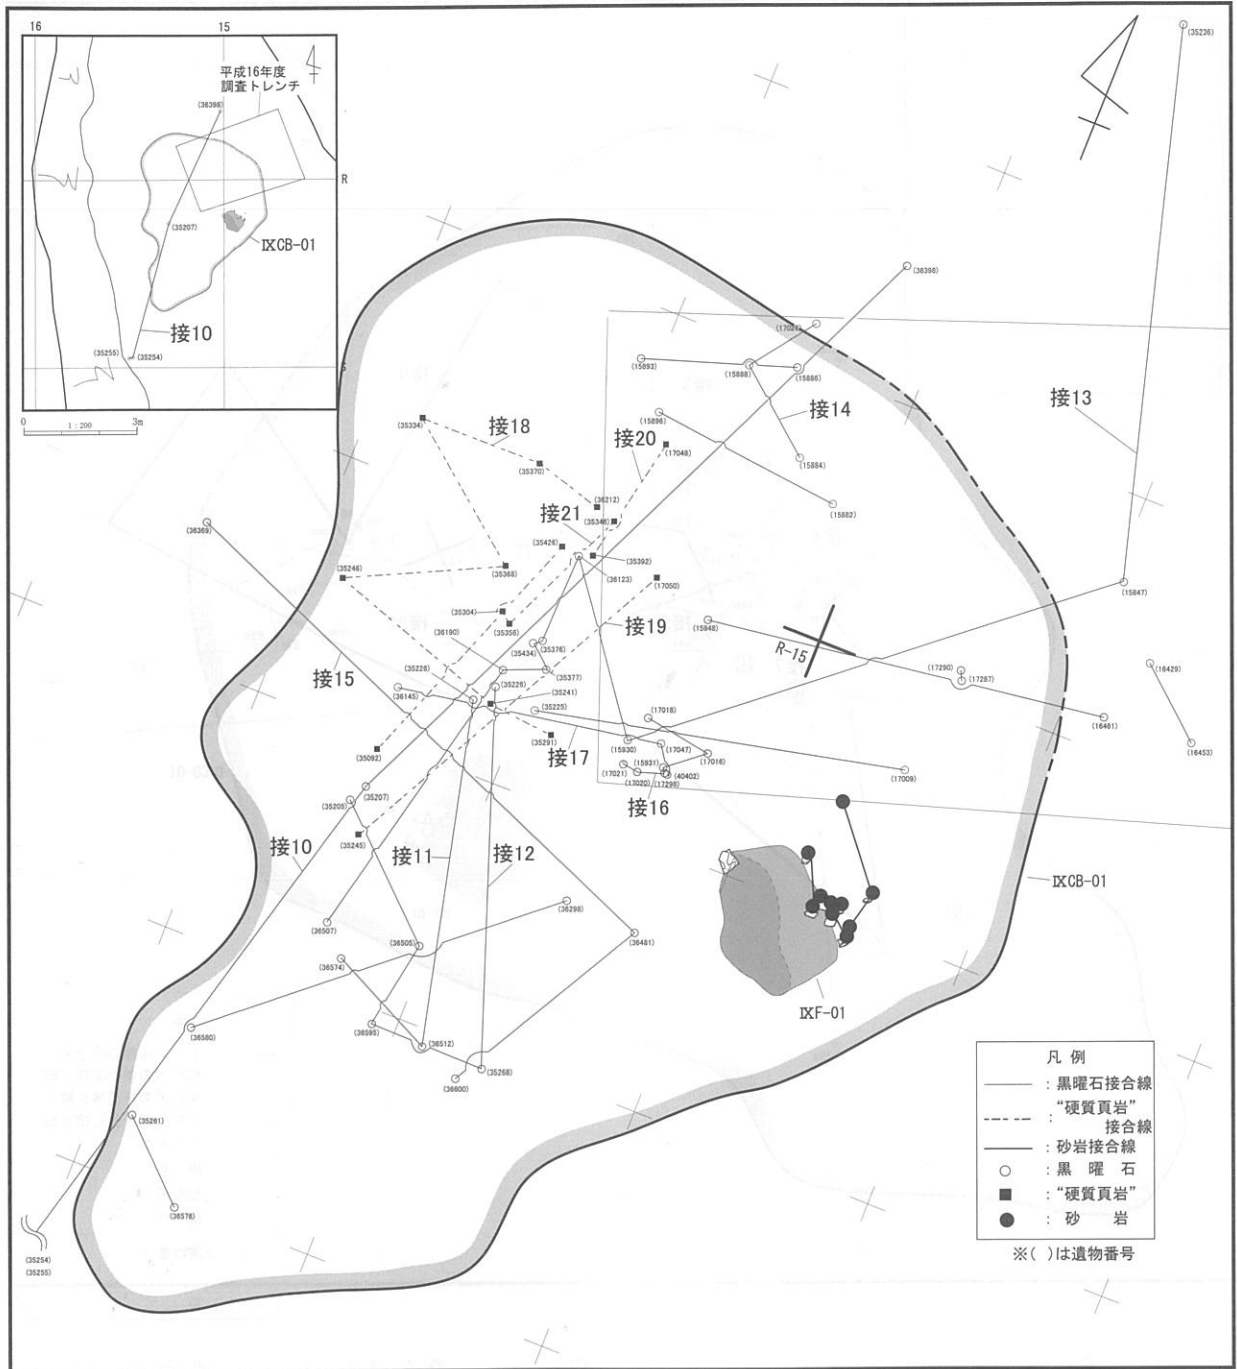 16
15
平成16年度
調査トレンチ
(36398)
R
(35207)
IXCB-01
接10
(35255)
(35254)
S
0
1 : 200
3m
(35236)
(36398)
(17027)
(15893)
(15888)
(15886)
接13
接14
(15896)
接18
接20
(35334)
(17048)
(35370)
(15884)
(36212)
(15882)
接21
(35346)
(36369)
(35426)
(35392)
(35248)
(35368)
(36123)
(17050)
(15847)
(35304)
(35356)
接19
(15948)
(36190)
R-15
(35434)
(35376)
(17290)
(16429)
接15
(35228)
(35377)
(17287)
(35226)
(36145)
(35241)
(35225)
(17018)
(16461)
(35291)
接17
(15930)
(17047)
(16453)
(35092)
(15931)
(17016)
(17021)
(40402)
(17009)
(17020)
(17298)
(35207)
(35205)
接16
(35245)
接10
接11
接12
IXCB-01
(36298)
(36507)
(36505)
(36481)
(36574)
IXF-01
(36580)
(36595)
(36512)
(35268)
(36600)
(35261)
(36578)
(35254)
(35255)
凡 例
: 黒曜石接合線
: “硬質頁岩”
接合線
: 砂岩接合線
: 黒 曜 石
: “硬質頁岩”
: 砂 岩
※( )は遺物番号